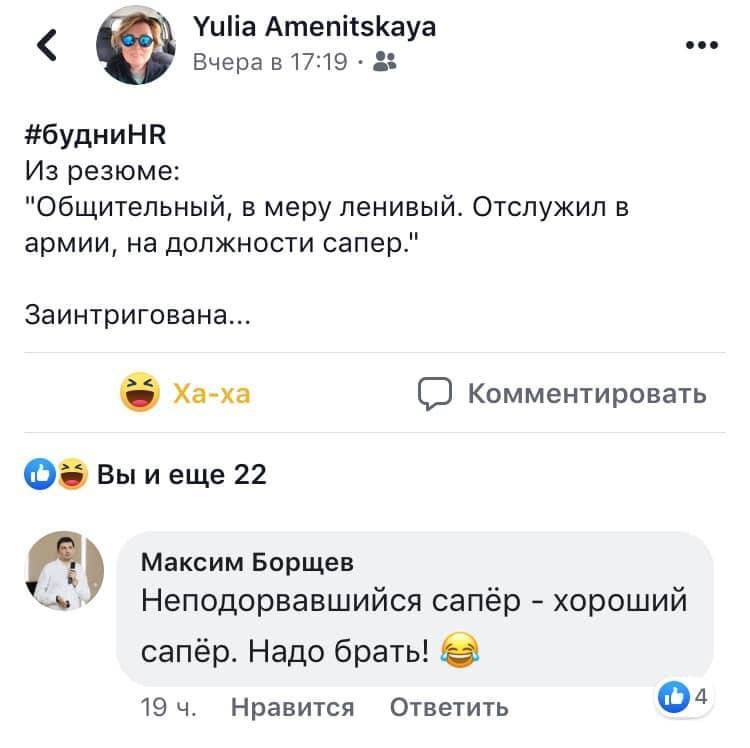 Yulia Amenitskaya
Вчера в 17:19 ·
#будниHR
Из резюме:
"Общительный, в меру ленивый. Отслужил в
армии, на должности сапер."
Заинтригована...
Ха-ха
Комментировать
Вы и еще 22
Максим Борщев
Неподорвавшийся сапёр - хороший
сапёр. Надо брать! 😂
19 ч. Нравится Ответить
4